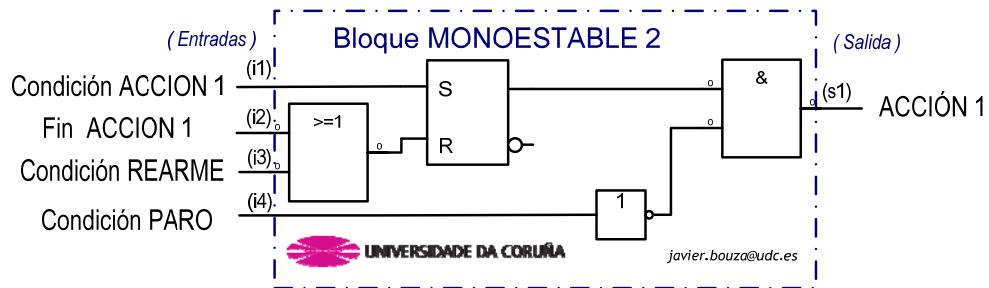 ( Entradas )
Bloque MONOESTABLE 2
( Salida )
Condición ACCION 1
(i1)
S
&
(s1)
ACCIÓN 1
Fin ACCION 1
(i2)
>=1
R
Condición REARME
(i3)
Condición PARO
(i4)
1
UNIVERSIDADE DA CORUÑA
javier.bouza@udc.es